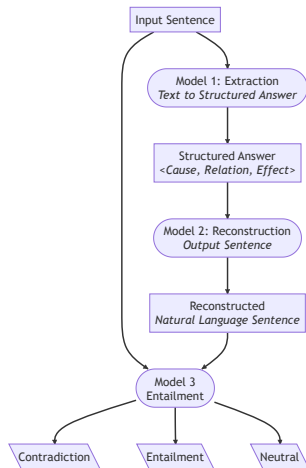 Input Sentence
Model 1: Extraction
Text to Structured Answer
Structured Answer
<Cause, Relation, Effect>
Model 2: Reconstruction
Output Sentence
Reconstructed
Natural Language Sentence
Model 3
Entailment
Contradiction
Entailment
Neutral